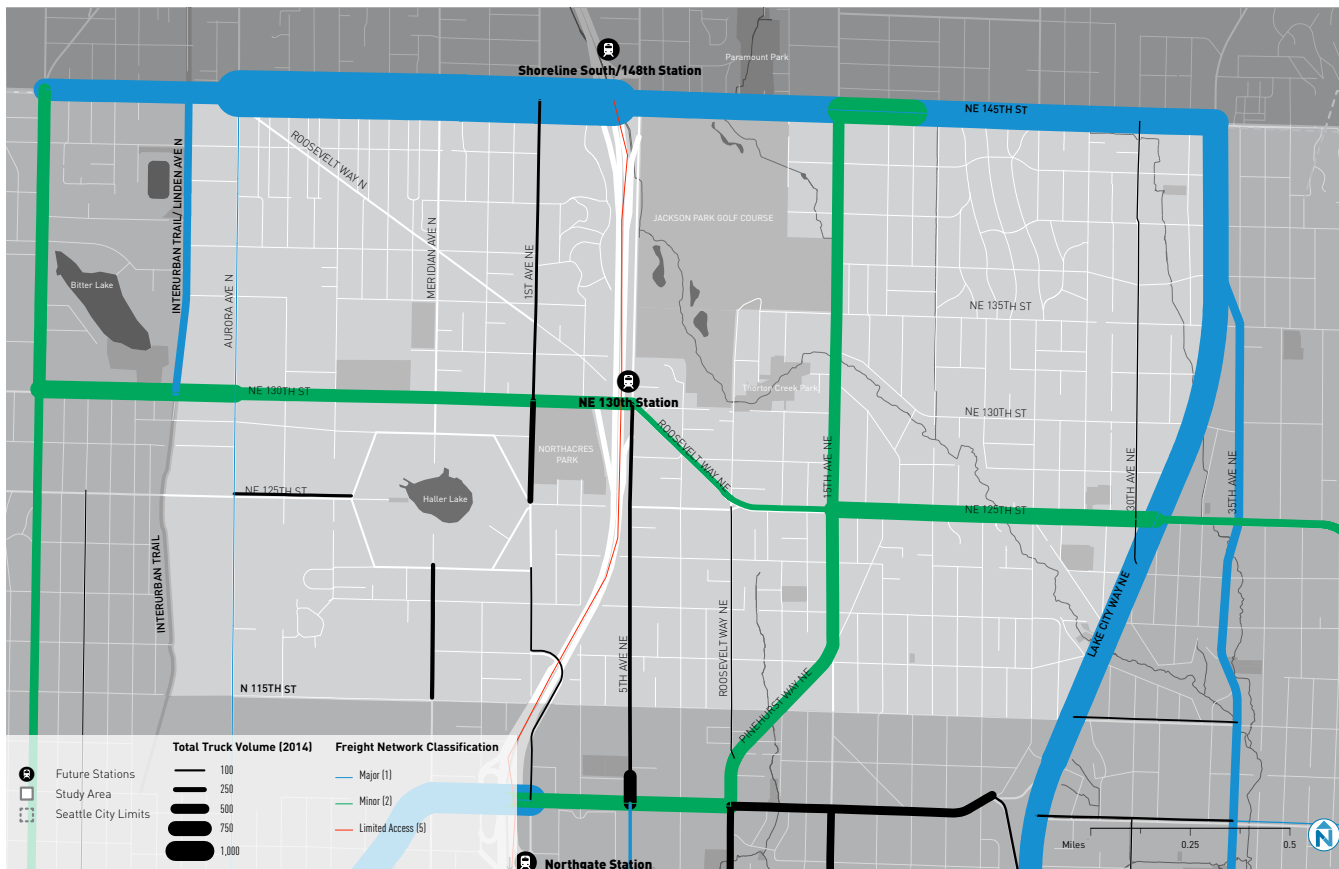 Paramount Park
Shoreline South/148th Station
NE 145TH ST
ROOSEVELT WAY N
INTERURBAN TRAIL/ LINDEN AVE N
JACKSON PARK GOLF COURSE
MERIDIAN AVE N
1ST AVE NE
Bitter Lake
AURORA AVE N
NE 135TH ST
NE 130TH ST
NE 130th Station
Thorton Creek Park
NE 130TH ST
ROOSEVELT WAY NE
NORTHACRES
PARK
15TH AVE NE
30TH AVE NE
35TH AVE NE
NE 125TH ST
Haller Lake
NE 125TH ST
INTERURBAN TRAIL
LAKE CITY WAY NE
5TH AVE NE
ROOSEVELT WAY NE
N 115TH ST
PINEHURST WAY NE
Future Stations
Study Area
Seattle City Limits
Total Truck Volume (2014)
100
250
500
750
1,000
Freight Network Classification
Major (1)
Minor (2)
Limited Access (5)
Northgate Station
Miles
0.25
0.5
N